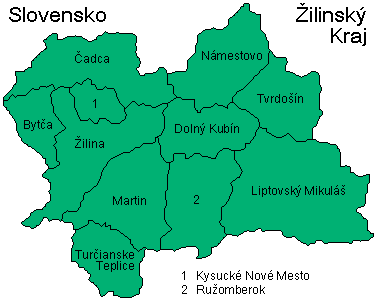 Slovensko
Žilinský
Kraj
Čadca
Námestovo
Tvrdošín
1
Bytča
Dolný Kubín
Žilina
Liptovský Mikuláš
Martin
2
Turčianske
Teplice
1 Kysucké Nové Mesto
2 Ružomberok